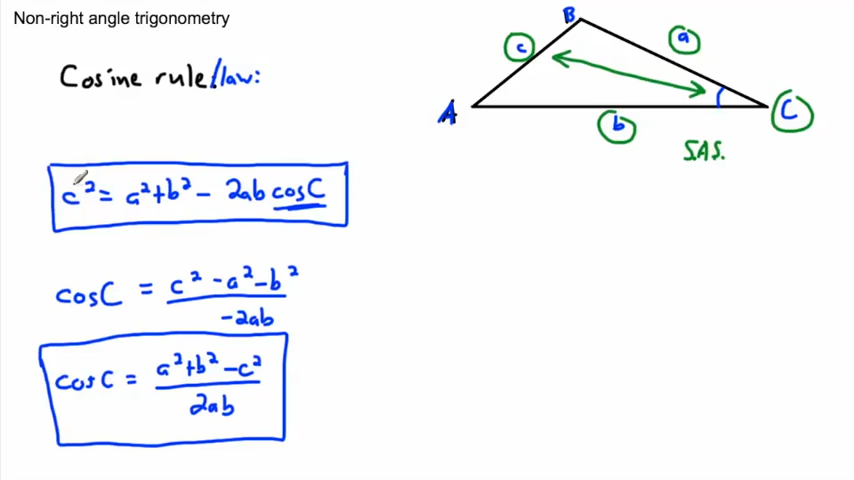 Non-right angle trigonometry
Cosine rule/law:
B
c
a
A
b
C
S.A.S.
c² = a² + b² - 2ab cosC
cosC = c² - a² - b²
-2ab
cosC = a² + b² - c²
2ab